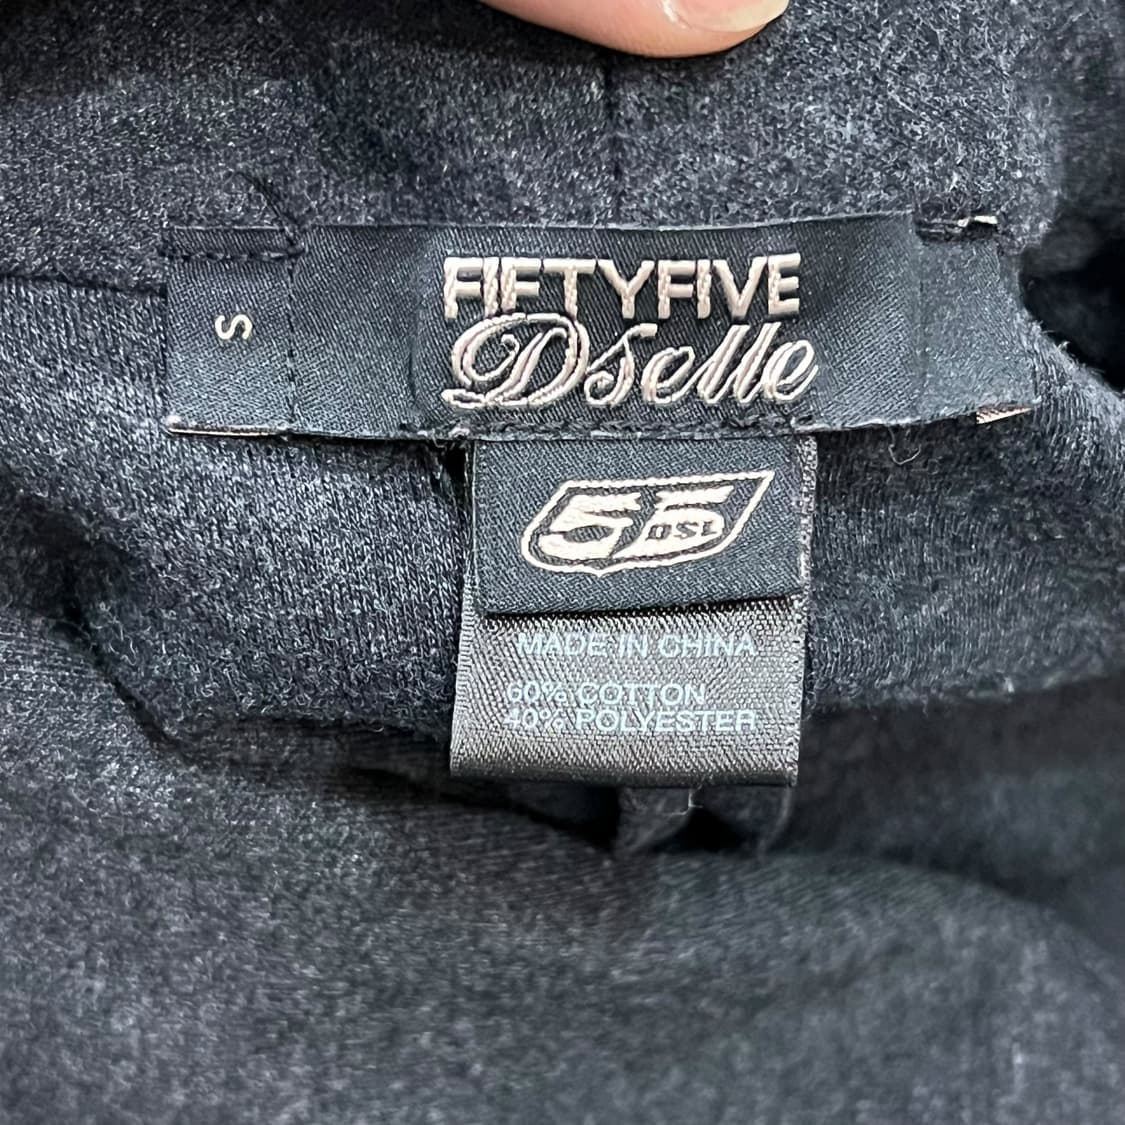 FIFTYFIVE
Dselle
S
55
DSL
MADE IN CHINA
60% COTTON
40% POLYESTER